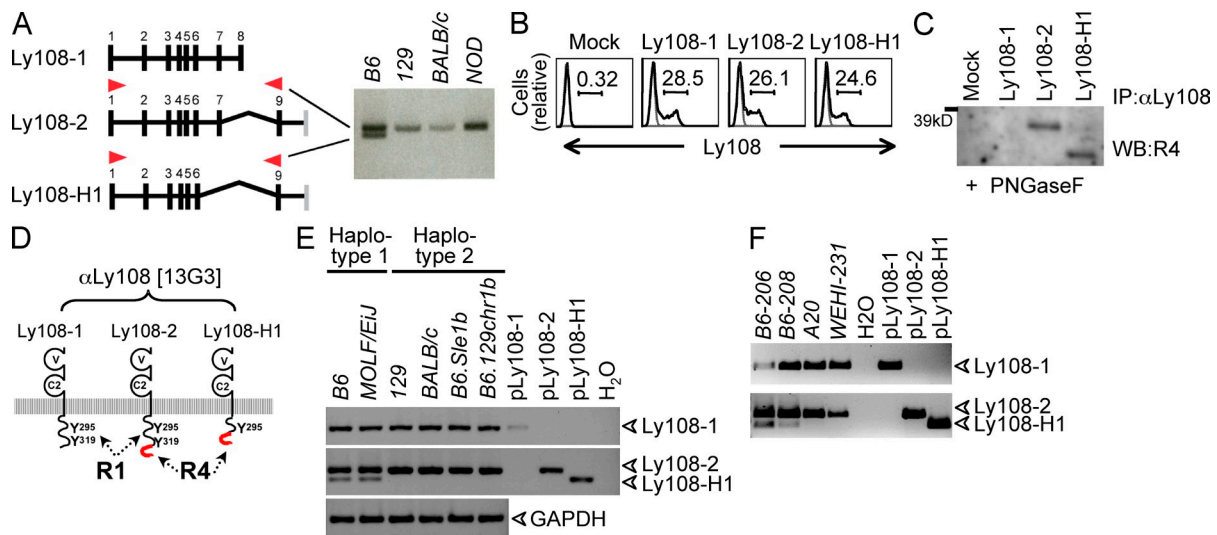 A
1 2 3 4 5 6 7 8
Ly108-1
1 2 3 4 5 6 7 9
Ly108-2
1 2 3 4 5 6 9
Ly108-H1
B6
129
BALB/c
NOD
B
Mock Ly108-1 Ly108-2 Ly108-H1
Cells
(relative)
0.32 28.5 26.1 24.6
Ly108
C
Mock
Ly108-1
Ly108-2
Ly108-H1
IP:αLy108
39kD
WB:R4
+ PNGaseF
D
αLy108 [13G3]
Ly108-1 Ly108-2 Ly108-H1
V V V
C2 C2 C2
Y295 Y295 Y295
Y319 Y319
R1 R4
E
Haplo-
type 1
Haplo-
type 2
B6
MOLF/EiJ
129
BALB/c
B6.Sle1b
B6.129chr1b
pLy108-1
pLy108-2
pLy108-H1
H2O
Ly108-1
Ly108-2
Ly108-H1
GAPDH
F
B6-206
B6-208
A20
WEHI-231
H2O
pLy108-1
pLy108-2
pLy108-H1
Ly108-1
Ly108-2
Ly108-H1